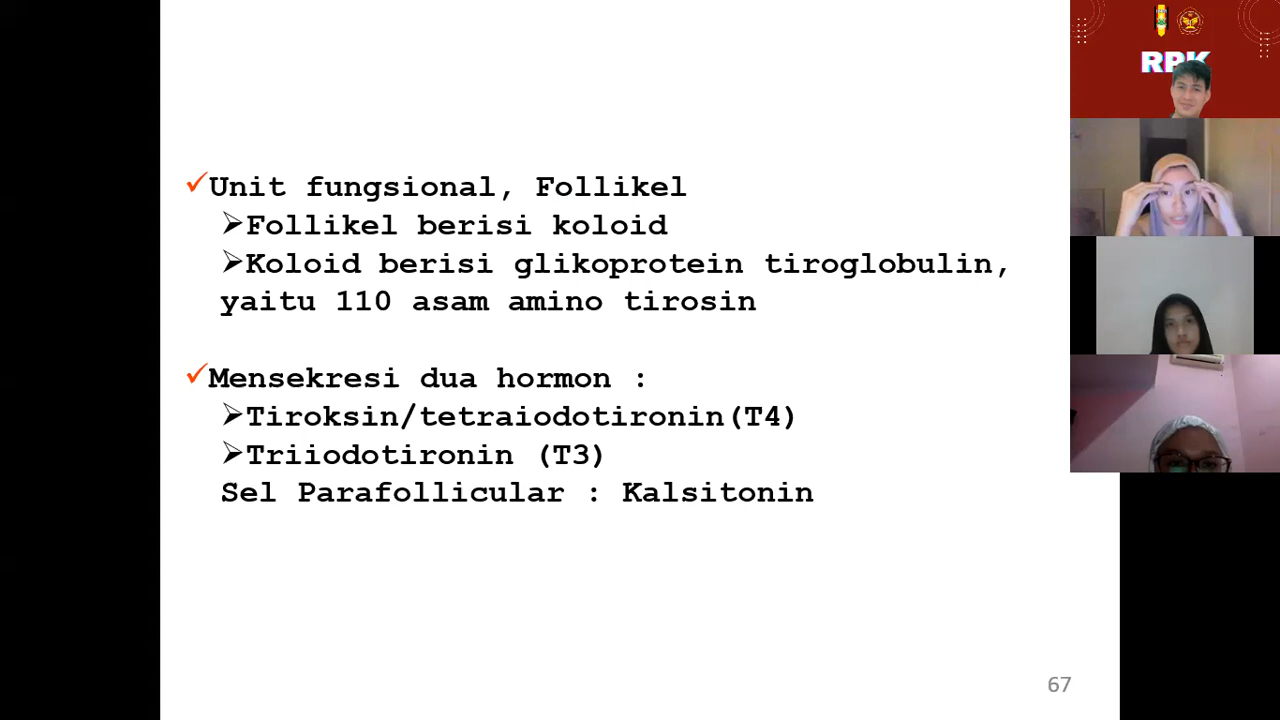 RPK
✓Unit fungsional, Follikel
➢Follikel berisi koloid
➢Koloid berisi glikoprotein tiroglobulin,
yaitu 110 asam amino tirosin
✓Mensekresi dua hormon :
➢Tiroksin/tetraiodotironin(T4)
➢Triiodotironin (T3)
Sel Parafollicular : Kalsitonin
67